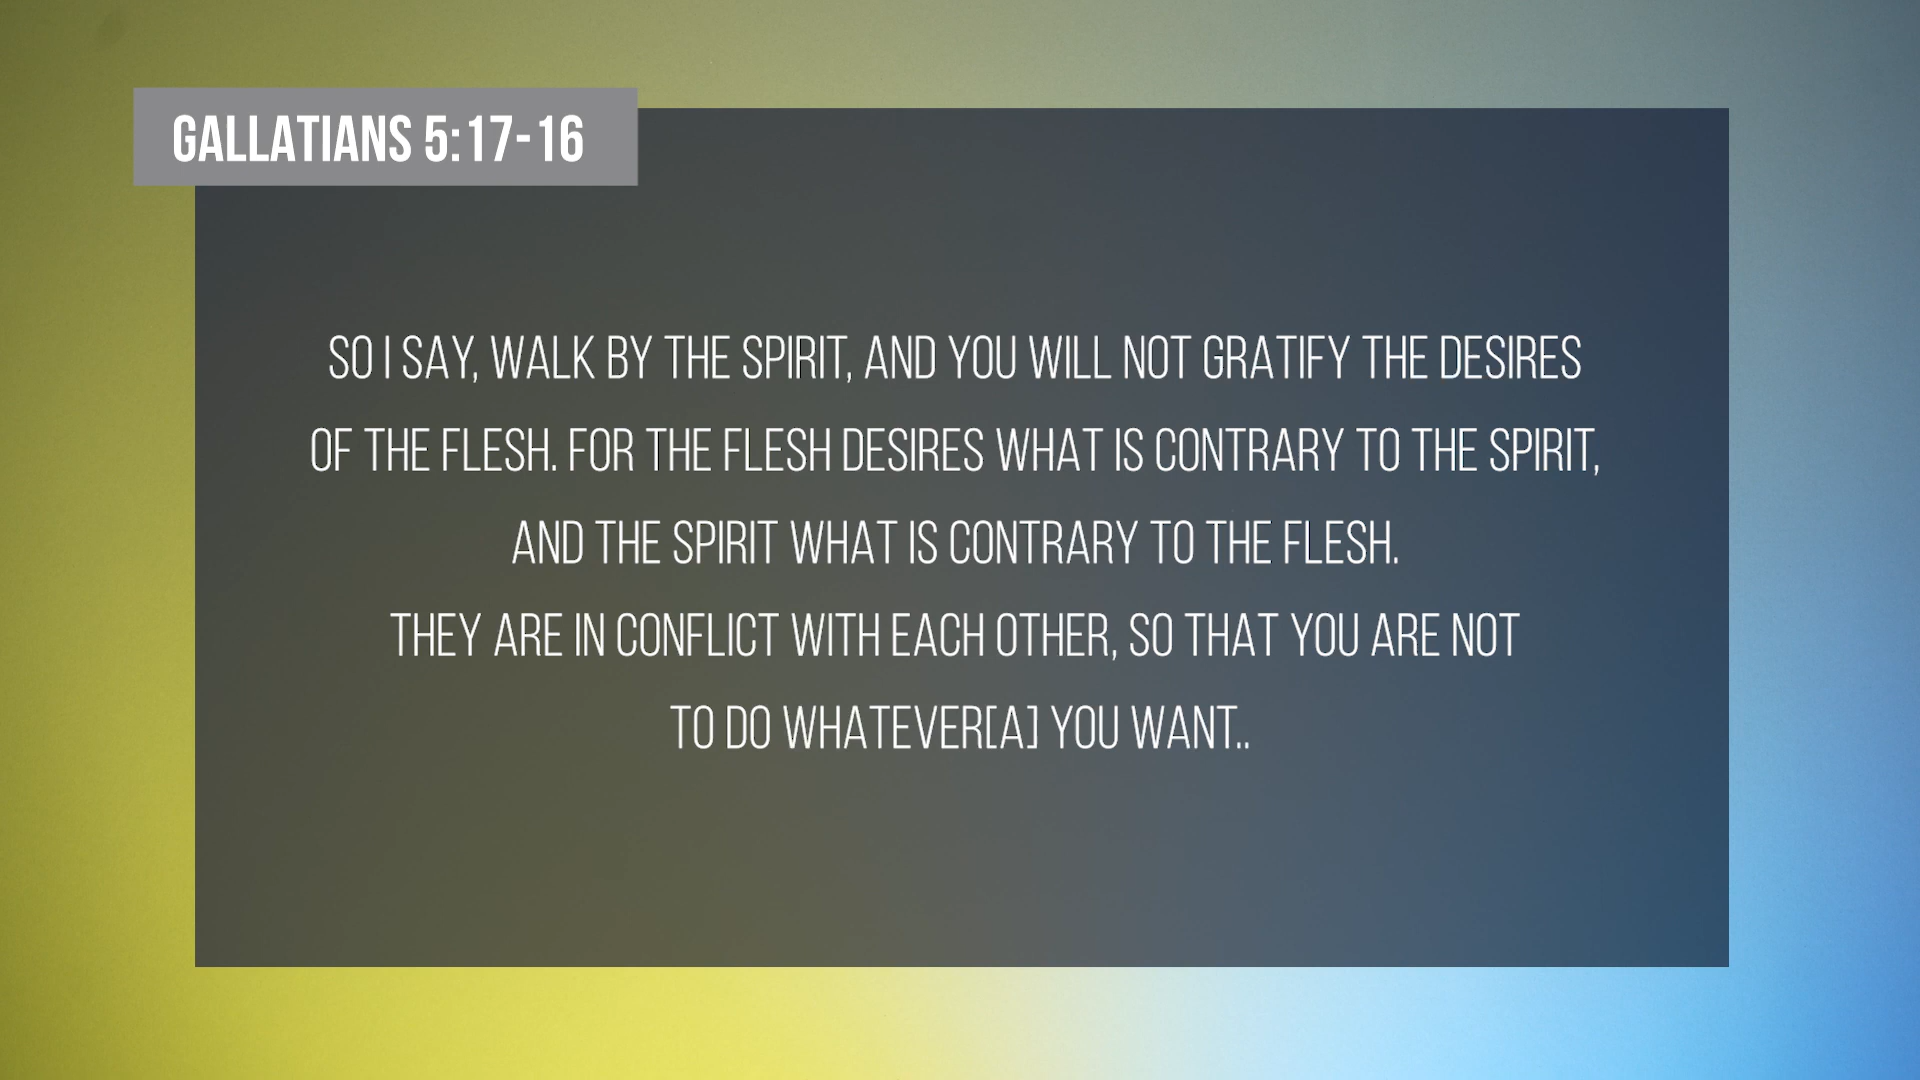 GALLATIANS 5:17-16
SO I SAY, WALK BY THE SPIRIT, AND YOU WILL NOT GRATIFY THE DESIRES
OF THE FLESH. FOR THE FLESH DESIRES WHAT IS CONTRARY TO THE SPIRIT,
AND THE SPIRIT WHAT IS CONTRARY TO THE FLESH.
THEY ARE IN CONFLICT WITH EACH OTHER, SO THAT YOU ARE NOT
TO DO WHATEVER[A] YOU WANT..